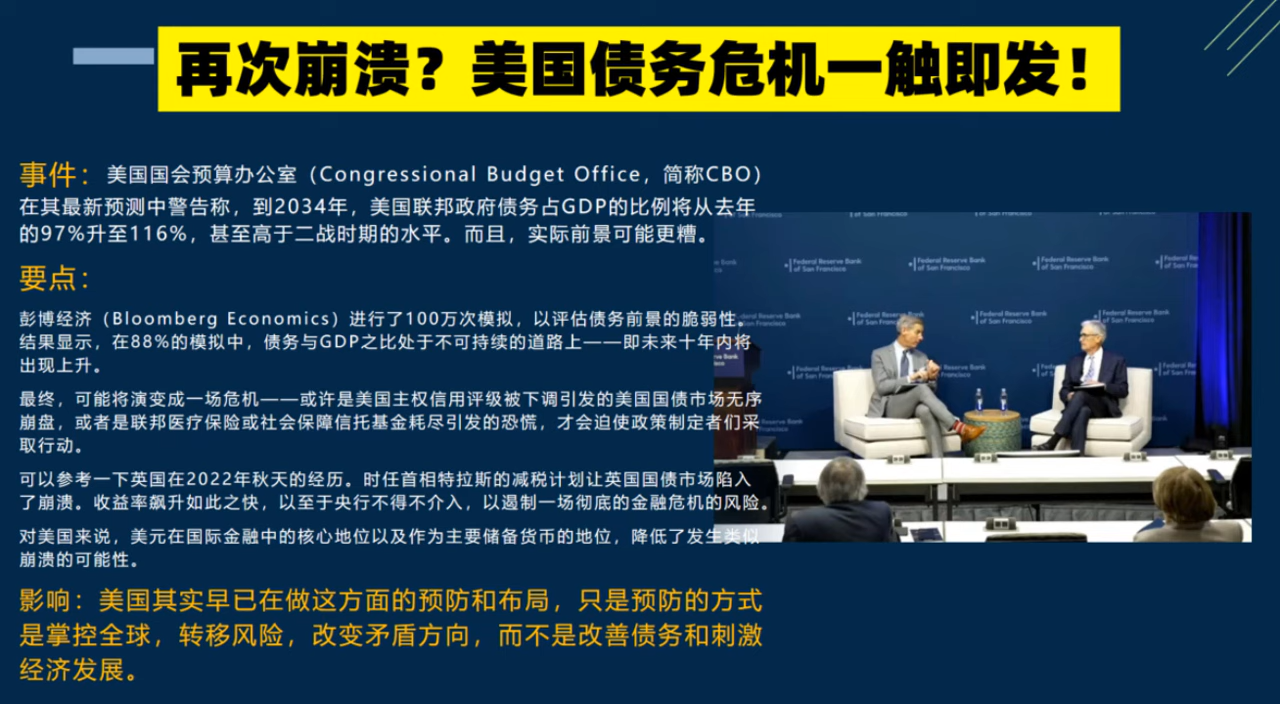 再次崩溃？美国债务危机一触即发！
事件：美国国会预算办公室（Congressional Budget Office，简称CBO）
在其最新预测中警告称，到2034年，美国联邦政府债务占GDP的比例将从去年
的97%升至116%，甚至高于二战时期的水平。而且，实际前景可能更糟。
要点：
彭博经济（Bloomberg Economics）进行了100万次模拟，以评估债务前景的脆弱性。
结果显示，在88%的模拟中，债务与GDP之比处于不可持续的道路上——即未来十年内将
出现上升。
最终，可能将演变成一场危机——或许是美国主权信用评级被下调引发的美国国债市场无序
崩盘，或者是联邦医疗保险或社会保障信托基金耗尽引发的恐慌，才会迫使政策制定者们采
取行动。
可以参考一下英国在2022年秋天的经历。时任首相特拉斯的减税计划让英国国债市场陷入
了崩溃。收益率飙升如此之快，以至于央行不得不介入，以遏制一场彻底的金融危机的风险。
对美国来说，美元在国际金融中的核心地位以及作为主要储备货币的地位，降低了发生类似
崩溃的可能性。
影响：美国其实早已在做这方面的预防和布局，只是预防的方式
是掌控全球，转移风险，改变矛盾方向，而不是改善债务和刺激
经济发展。
Federal Reserve Bank
of San Francisco
Federal Reserve Bank
of San Francisco
Federal Reserve Bank
of San Francisco